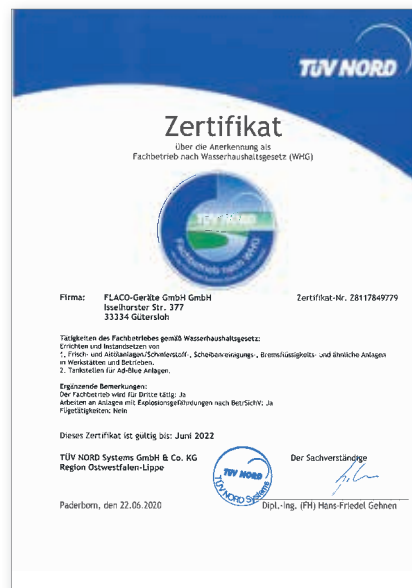 TÜV NORD
Zertifikat
über die Anerkennung als
Fachbetrieb nach Wasserhaushaltsgesetz (WHG)
TÜV NORD
Fachbetrieb nach WHG
Firma: FLACO-Geräte GmbH GmbH
Isselhorster Str. 377
33334 Gütersloh
Zertifikat-Nr. Z8117849779
Tätigkeiten des Fachbetriebes gemäß Wasserhaushaltsgesetz:
Errichten und Instandsetzen von
1. Frisch- und Altölanlagen/Schmierstoff-, Scheibenreinigungs-, Bremsflüssigkeits- und ähnliche Anlagen
in Werkstätten und Betrieben.
2. Tankstellen für Ad-Blue Anlagen.
Ergänzende Bemerkungen:
Der Fachbetrieb wird für Dritte tätig: Ja
Arbeiten an Anlagen mit Explosionsgefährdungen nach BetrSichV: Ja
Fügetätigkeiten: Nein
Dieses Zertifikat ist gültig bis: Juni 2022
TÜV NORD Systems GmbH & Co. KG
Region Ostwestfalen-Lippe
TÜV NORD
TÜV NORD Systems
Der Sachverständige
Paderborn, den 22.06.2020
Dipl.-Ing. (FH) Hans-Friedel Gehnen